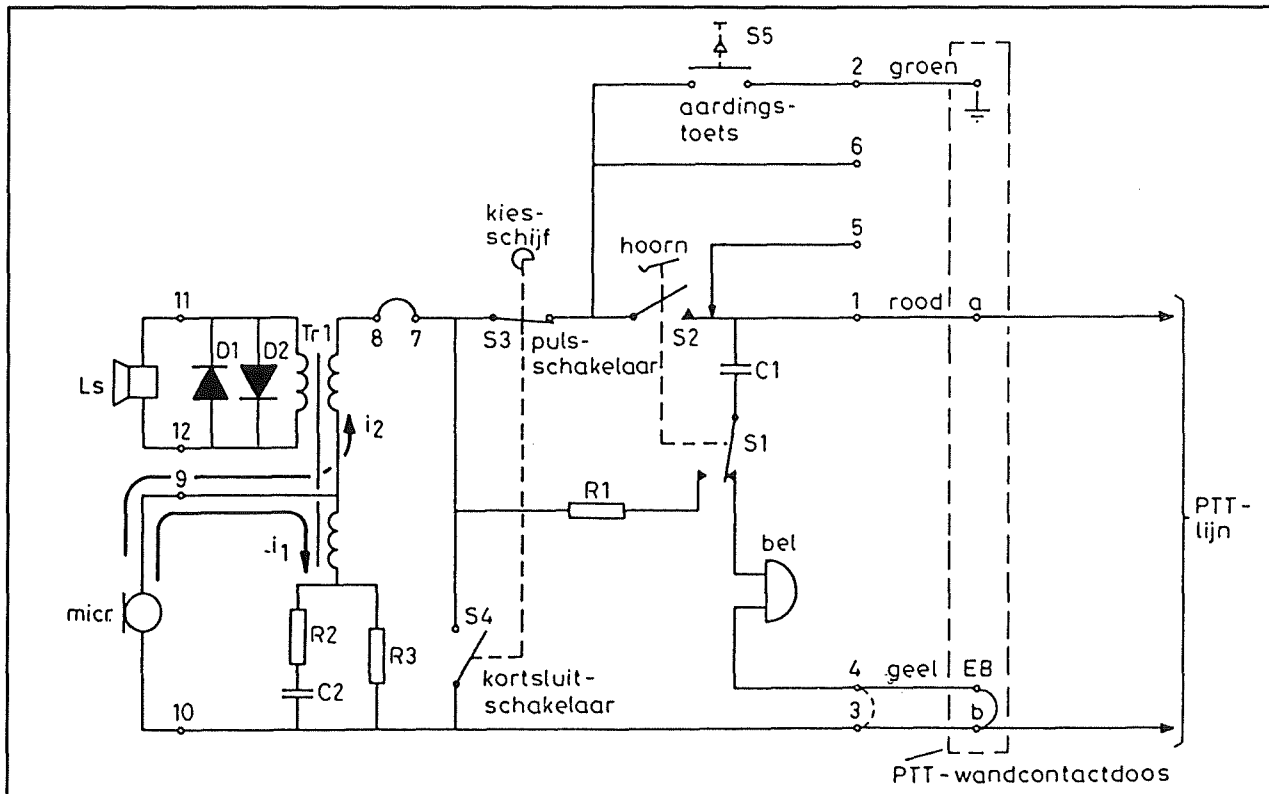 S5
2 groen
aardings-
toets
6
kies-
schijf
hoorn
5
11
Tr1
8 7
S3
puls-
schakelaar
S2
1 rood a
D1 D2
Ls
C1
12
i2
S1
9
R1
PTT-
lijn
-i1
bel
micr.
R2
R3
S4
C2
kortsluit-
schakelaar
4 geel EB
10
3
b
PTT-wandcontactdoos